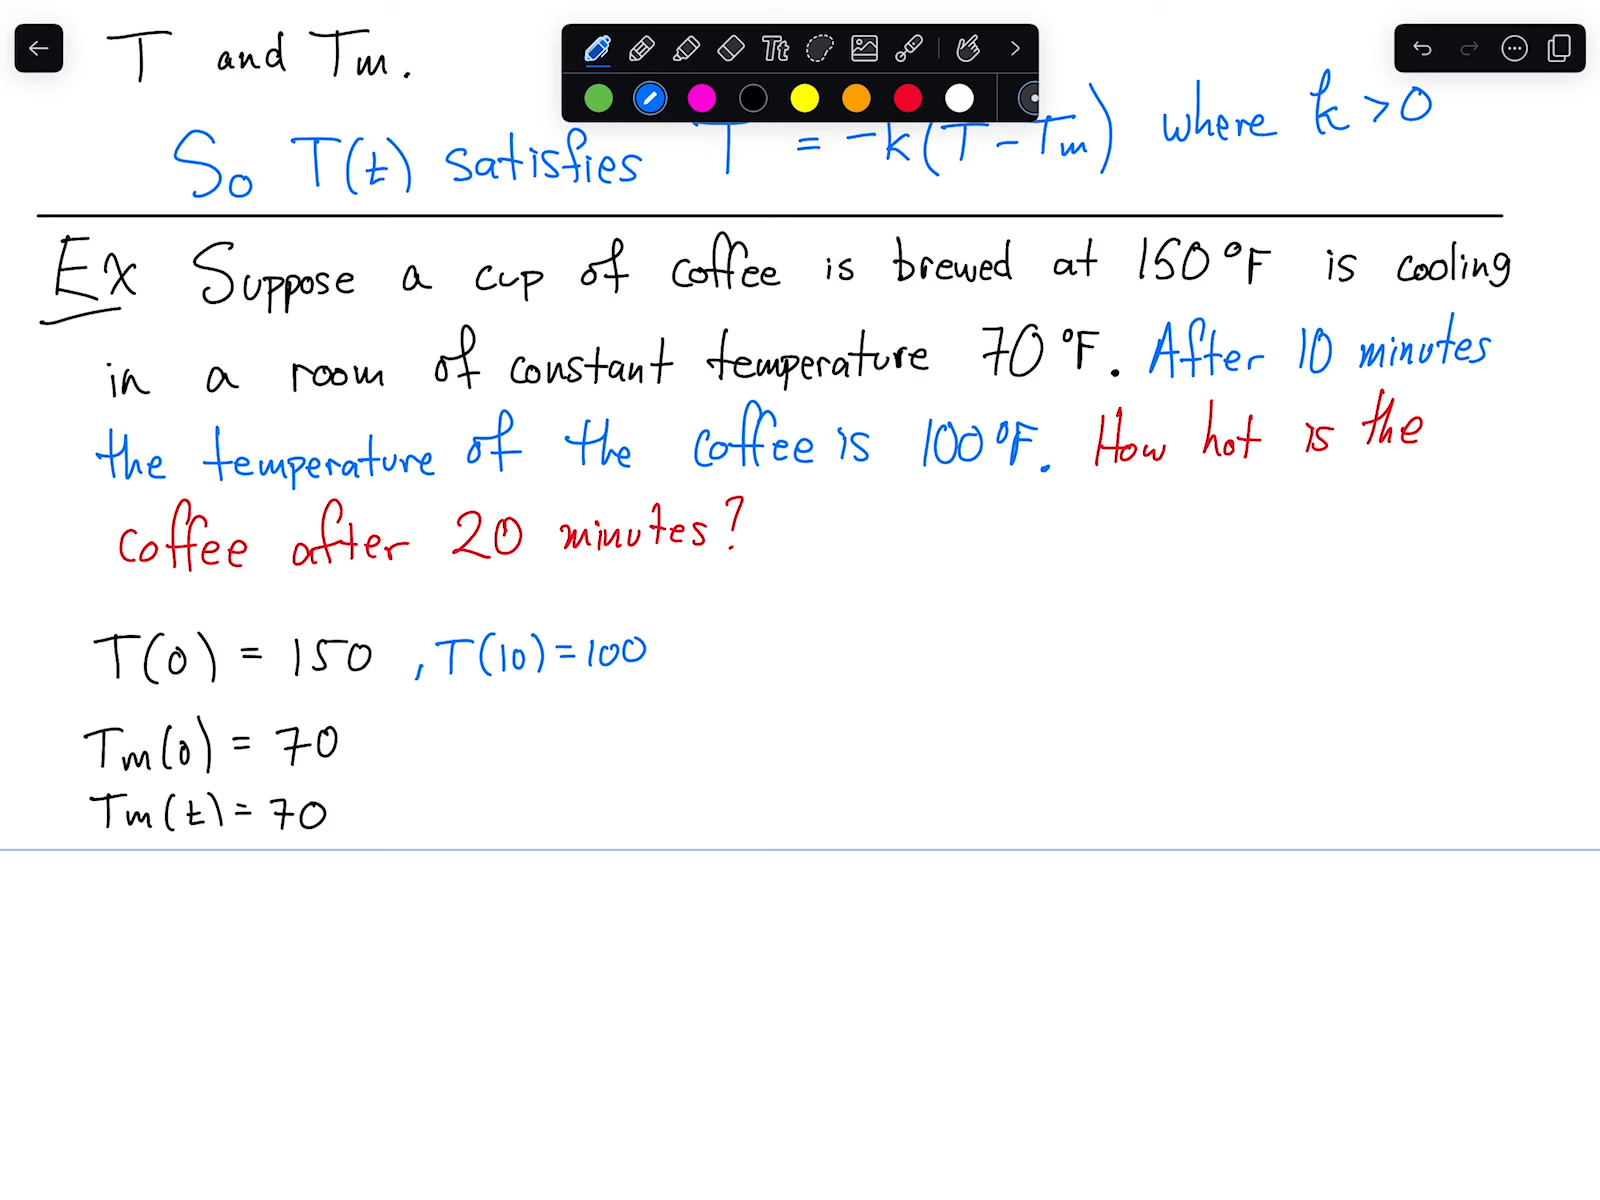 T and Tm.
So T(t) satisfies T = -k(T-Tm) where k>0
Ex Suppose a cup of coffee is brewed at 150°F is cooling
in a room of constant temperature 70°F. After 10 minutes
the temperature of the coffee is 100°F. How hot is the
coffee after 20 minutes?
T(0) = 150 , T(10)=100
Tm(0) = 70
Tm(t) = 70
Tt